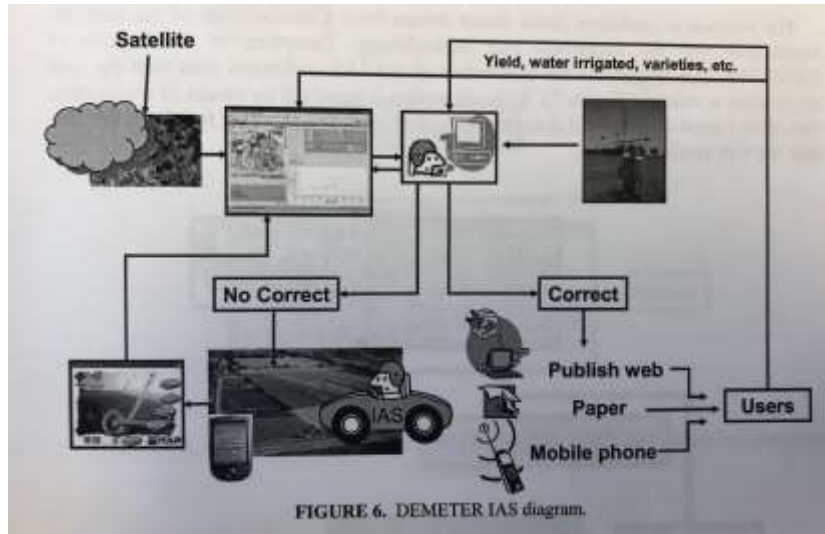 Satellite
Yield, water irrigated, varieties, etc.
No Correct
Correct
IAS
Publish web
Paper
Users
Mobile phone
FIGURE 6. DEMETER IAS diagram.